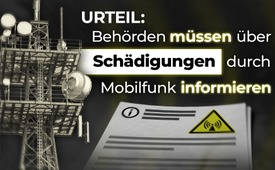 URTEIL:
Behörden müssen über
Schädigungen durch
Mobilfunk informieren